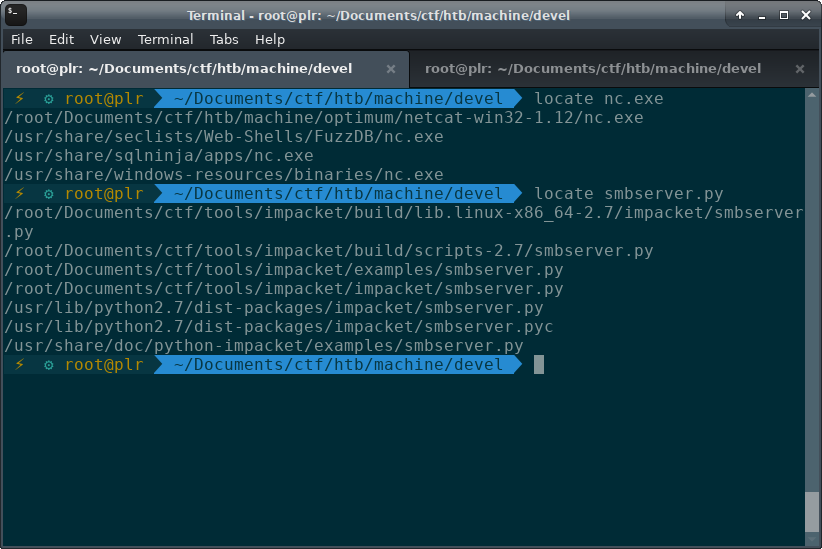 Terminal - root@plr: ~/Documents/ctf/htb/machine/devel
File Edit View Terminal Tabs Help
root@plr: ~/Documents/ctf/htb/machine/devel × root@plr: ~/Documents/ctf/htb/machine/devel ×
⚡ ⚙ root@plr ~/Documents/ctf/htb/machine/devel locate nc.exe
/root/Documents/ctf/htb/machine/optimum/netcat-win32-1.12/nc.exe
/usr/share/seclists/Web-Shells/FuzzDB/nc.exe
/usr/share/sqlninja/apps/nc.exe
/usr/share/windows-resources/binaries/nc.exe
⚡ ⚙ root@plr ~/Documents/ctf/htb/machine/devel locate smbserver.py
/root/Documents/ctf/tools/impacket/build/lib.linux-x86_64-2.7/impacket/smbserver
.py
/root/Documents/ctf/tools/impacket/build/scripts-2.7/smbserver.py
/root/Documents/ctf/tools/impacket/examples/smbserver.py
/root/Documents/ctf/tools/impacket/impacket/smbserver.py
/usr/lib/python2.7/dist-packages/impacket/smbserver.py
/usr/lib/python2.7/dist-packages/impacket/smbserver.pyc
/usr/share/doc/python-impacket/examples/smbserver.py
⚡ ⚙ root@plr ~/Documents/ctf/htb/machine/devel